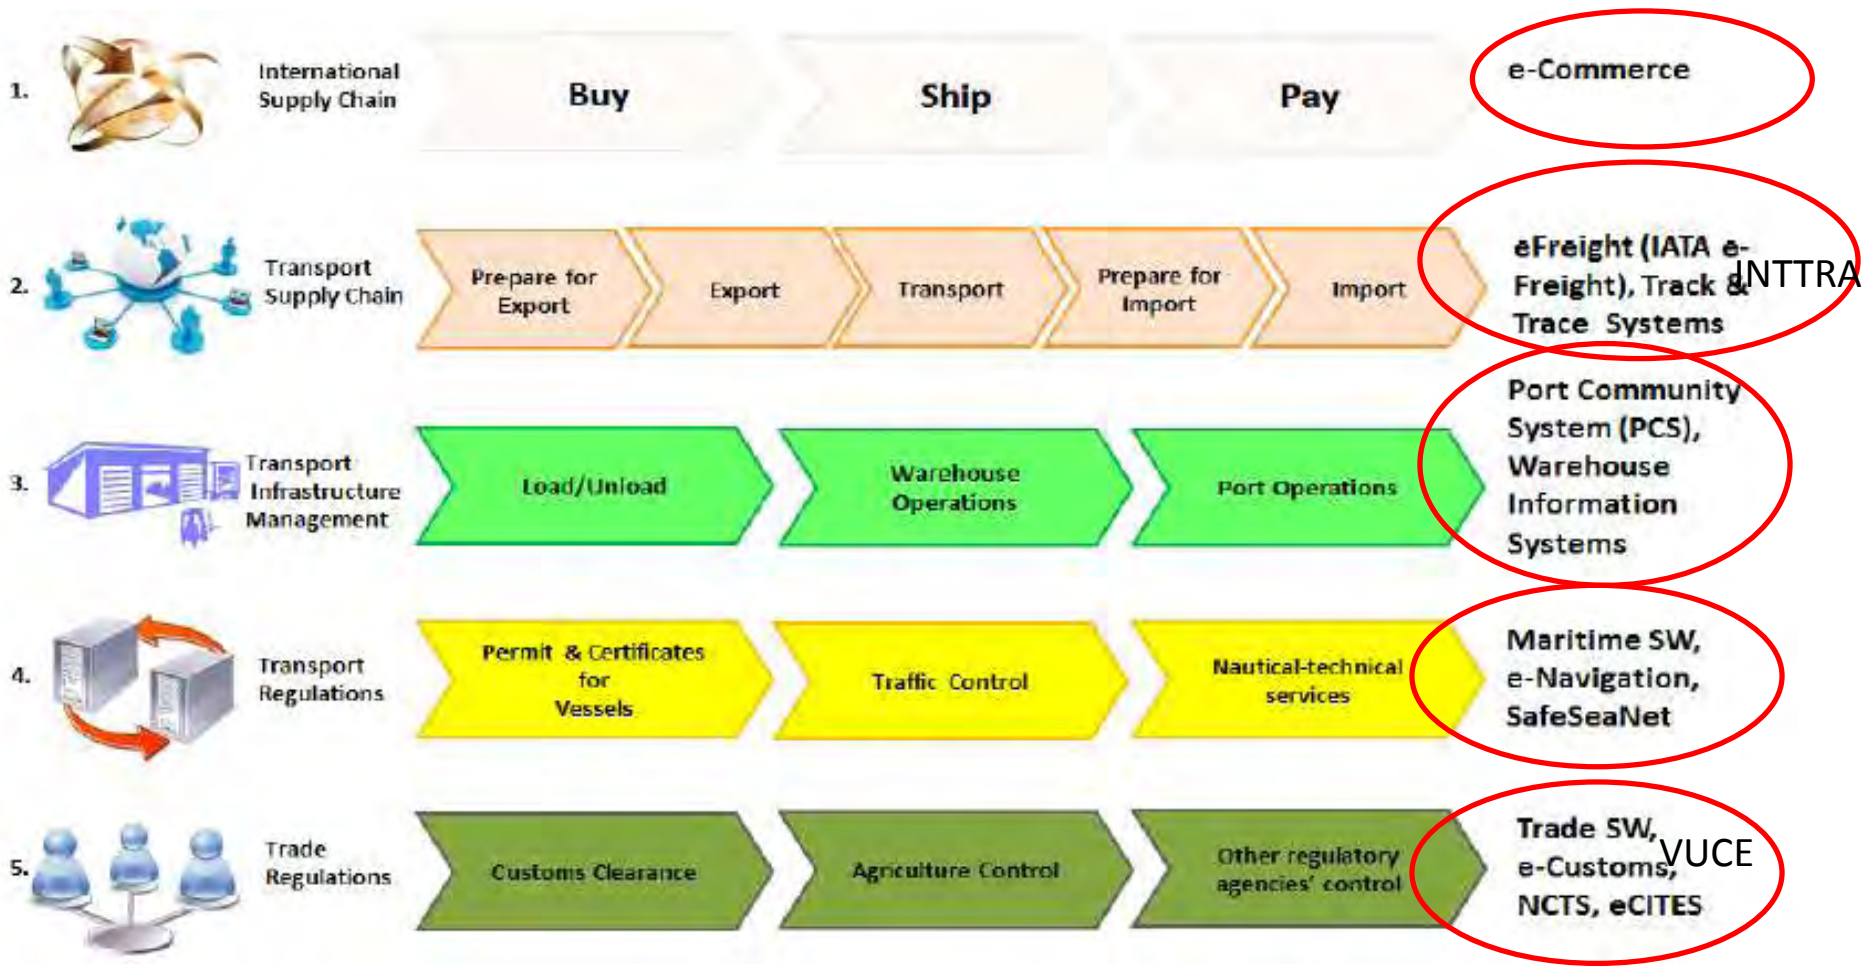 1.
International
Supply Chain
Buy
Ship
Pay
e-Commerce
2.
Transport
Supply Chain
Prepare for
Export
Export
Transport
Prepare for
Import
Import
eFreight (IATA e-
Freight), Track &
Trace Systems
INTTRA
3.
Transport
Infrastructure
Management
Load/Unload
Warehouse
Operations
Port Operations
Port Community
System (PCS),
Warehouse
Information
Systems
4.
Transport
Regulations
Permit & Certificates
for
Vessels
Traffic Control
Nautical-technical
services
Maritime SW,
e-Navigation,
SafeSeaNet
5.
Trade
Regulations
Customs Clearance
Agriculture Control
Other regulatory
agencies' control
Trade SW,
e-Customs,
NCTS, eCITES
VUCE